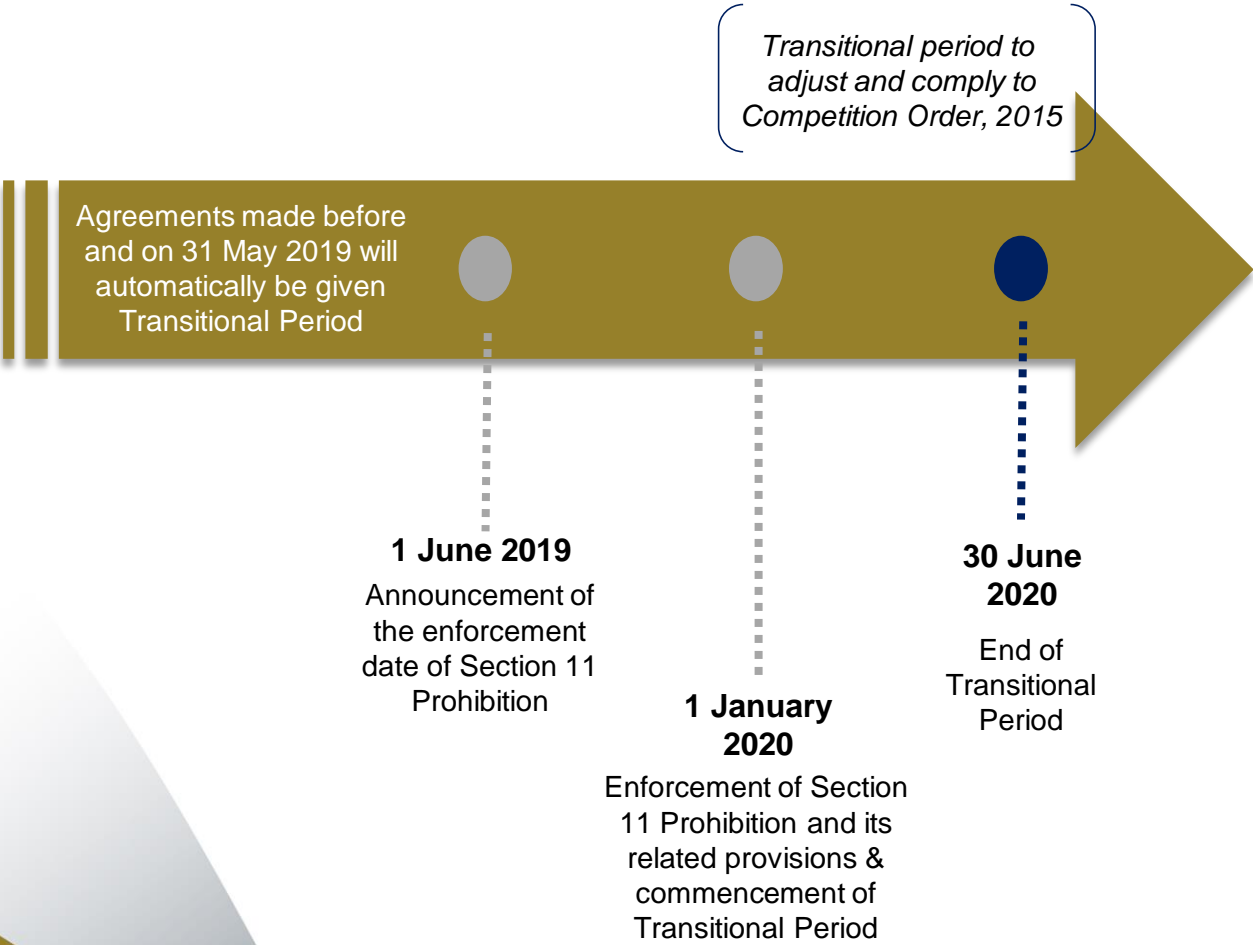 Transitional period to
adjust and comply to
Competition Order, 2015
Agreements made before
and on 31 May 2019 will
automatically be given
Transitional Period
1 June 2019
Announcement of
the enforcement
date of Section 11
Prohibition
1 January
2020
Enforcement of Section
11 Prohibition and its
related provisions &
commencement of
Transitional Period
30 June
2020
End of
Transitional
Period